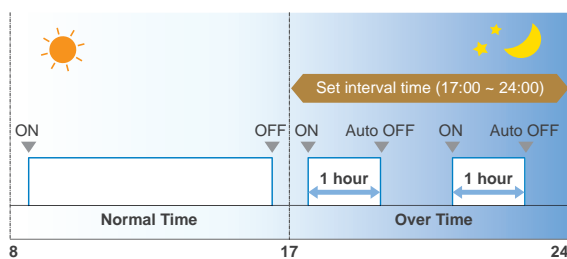 Set interval time (17:00 ~ 24:00)
ON OFF ON Auto OFF ON Auto OFF
1 hour 1 hour
Normal Time Over Time
8 17 24